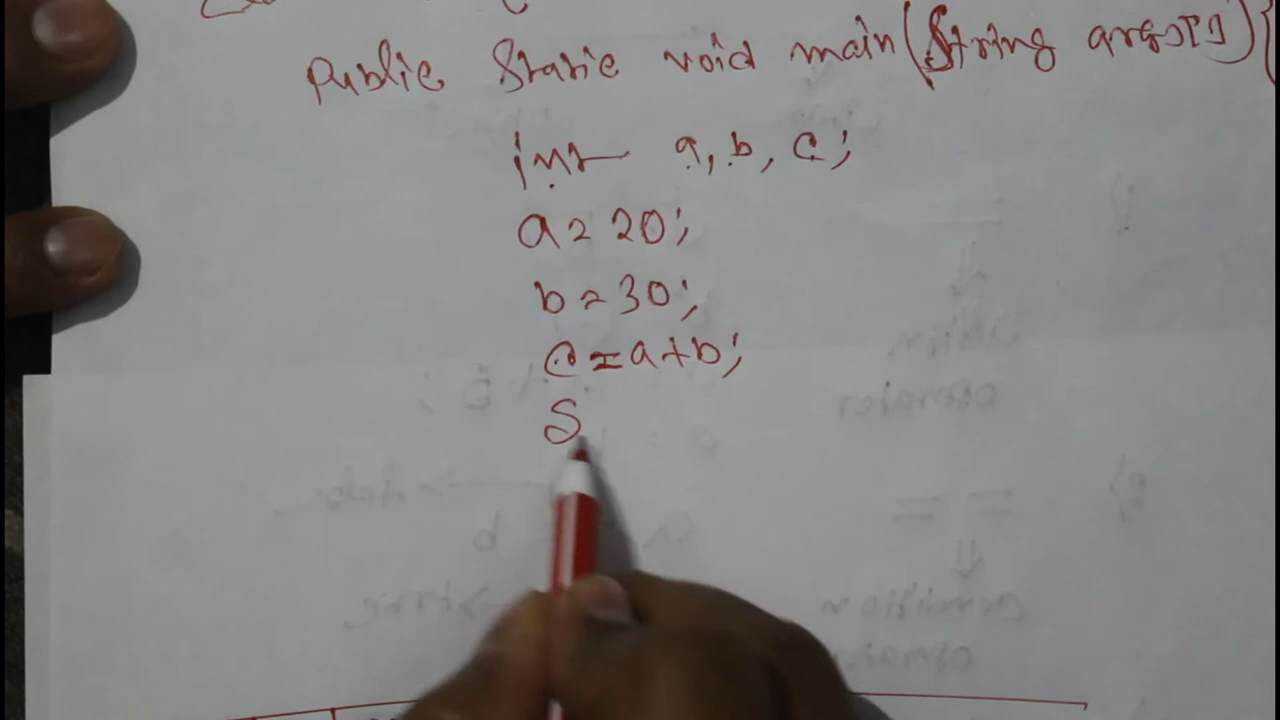 public static void main(String args[]){
int a, b, c;
a = 20;
b = 30;
c = a+b;
S